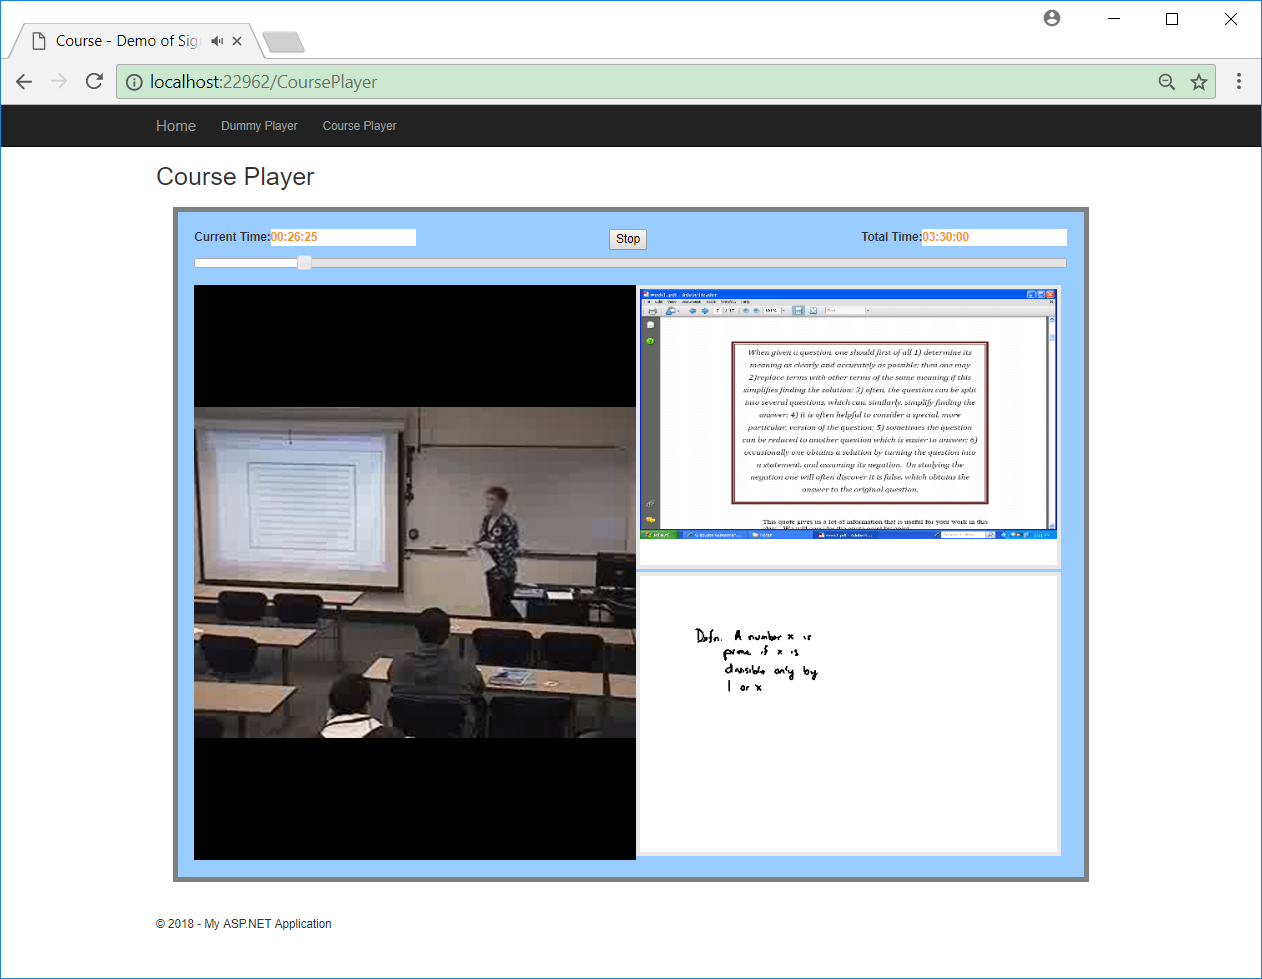 Course - Demo of Sig
localhost:22962/CoursePlayer
Home Dummy Player Course Player
Course Player
Current Time:00:26:25 Stop Total Time:03:30:00
When given a question, one should first of all 1) determine its
meaning as clearly and accurately as possible; then one may
2)replace terms with other terms of the same meaning if this
simplifies finding the solution; 3) often, the question can be split
into several questions, which can, similarly, simplify finding the
answer; 4) it is often helpful to consider a special, more
particular, version of the question; 5) sometimes the question
can be reduced to another question which is easier to answer; 6)
occasionally one obtains a solution by turning the question into
a statement, and assuming its negation. On studying the
negation one will often discover it is false, which obtains the
answer to the original question.
This quote gives us a lot of information that is useful for your work in this
start
Defn. A number x is
prime if x is
divisible only by
1 or x
© 2018 - My ASP.NET Application